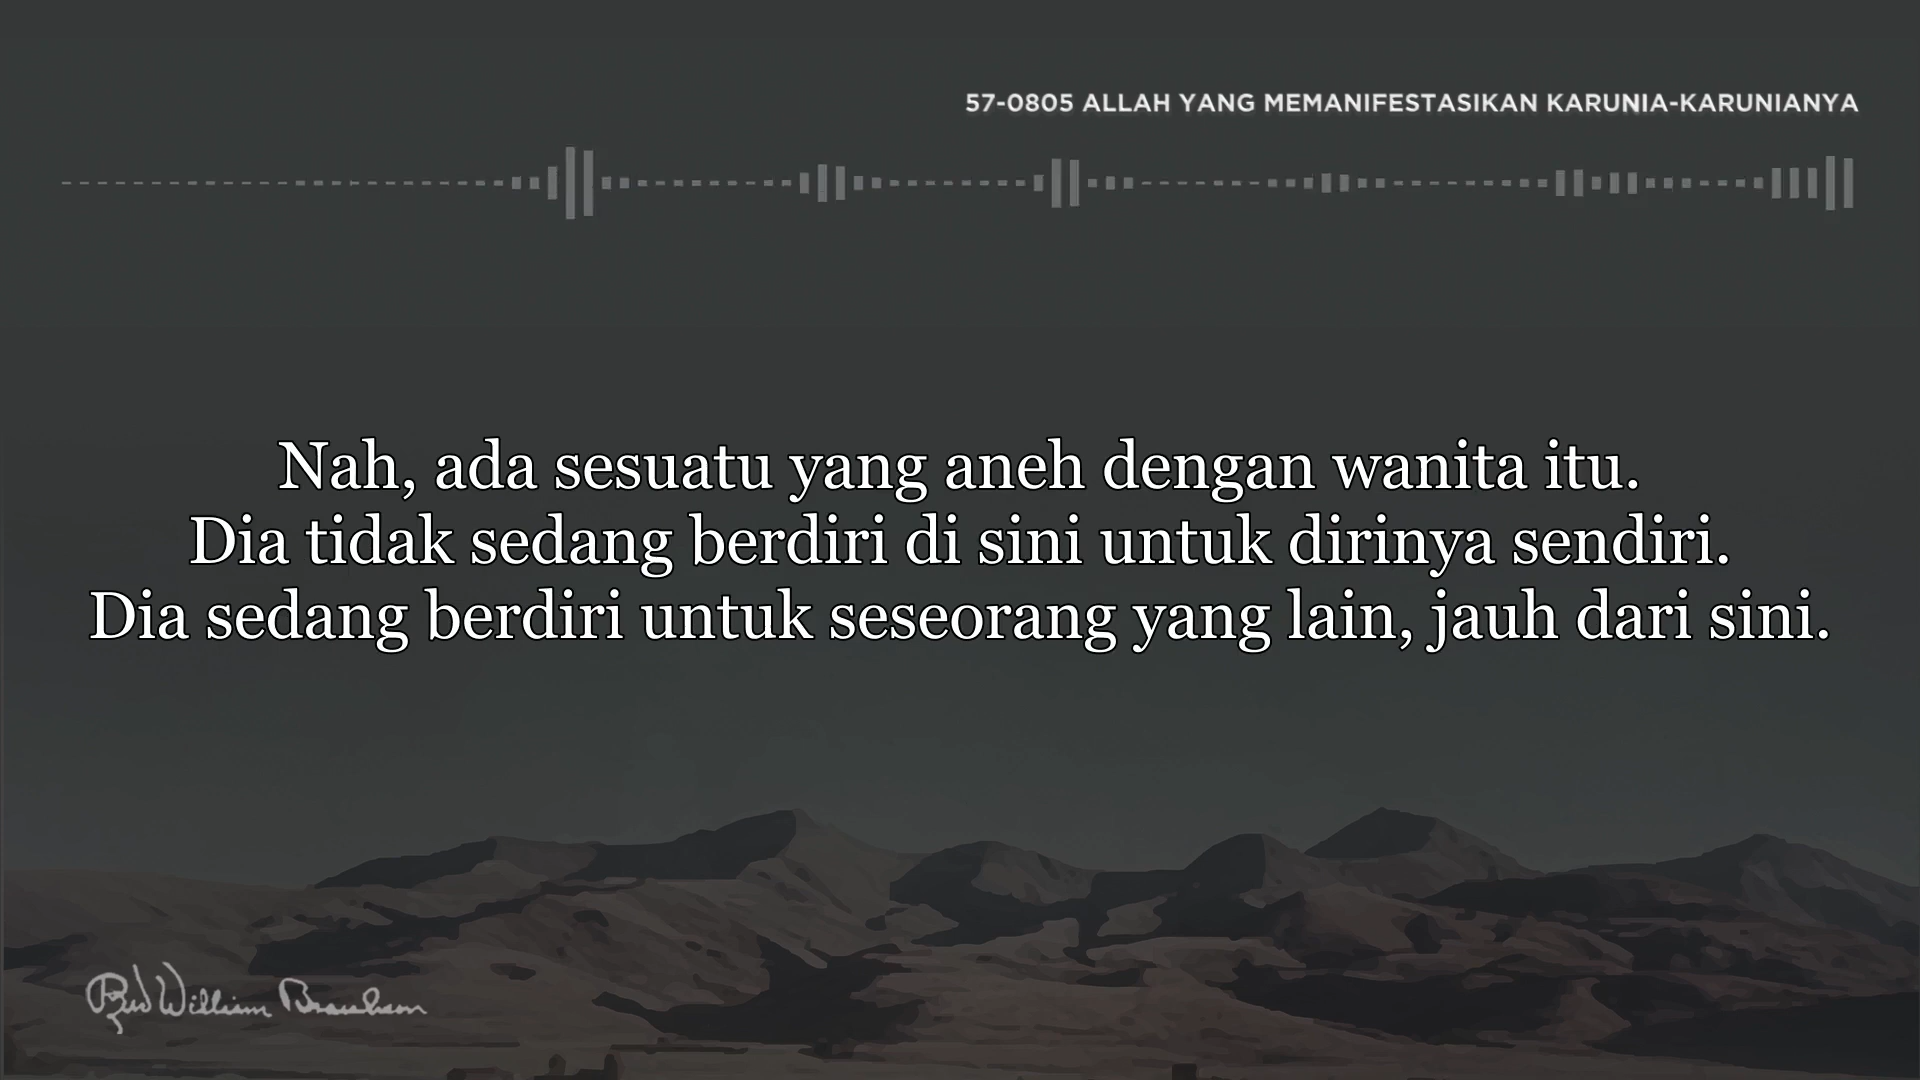 57-0805 ALLAH YANG MEMANIFESTASIKAN KARUNIA-KARUNIANYA
Nah, ada sesuatu yang aneh dengan wanita itu.
Dia tidak sedang berdiri di sini untuk dirinya sendiri.
Dia sedang berdiri untuk seseorang yang lain, jauh dari sini.
Rev William Branham